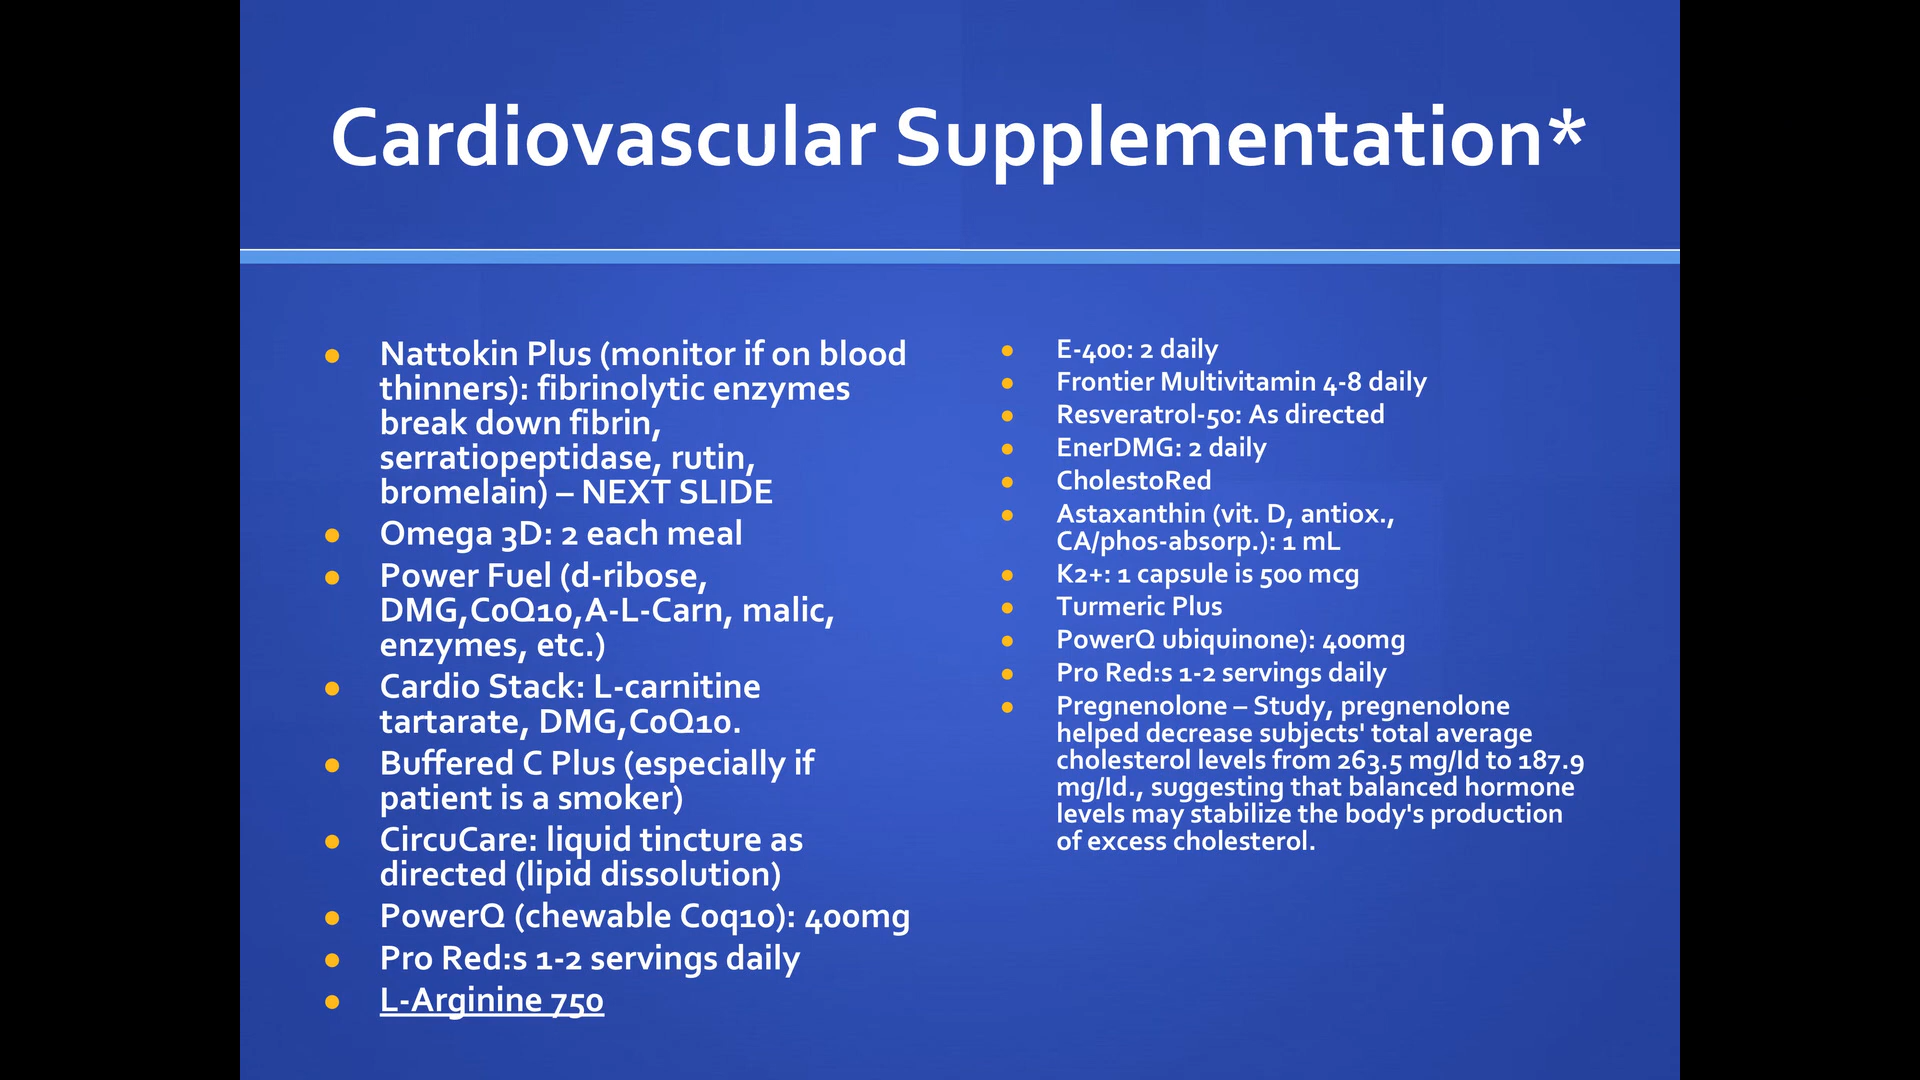 Cardiovascular Supplementation*
Nattokin Plus (monitor if on blood
thinners): fibrinolytic enzymes
break down fibrin,
serratiopeptidase, rutin,
bromelain) – NEXT SLIDE
Omega 3D: 2 each meal
Power Fuel (d-ribose,
DMG,CoQ10,A-L-Carn, malic,
enzymes, etc.)
Cardio Stack: L-carnitine
tartarate, DMG,CoQ10.
Buffered C Plus (especially if
patient is a smoker)
CircuCare: liquid tincture as
directed (lipid dissolution)
PowerQ (chewable Coq10): 400mg
Pro Red:s 1-2 servings daily
L-Arginine 750
E-400: 2 daily
Frontier Multivitamin 4-8 daily
Resveratrol-50: As directed
EnerDMG: 2 daily
CholestoRed
Astaxanthin (vit. D, antiox.,
CA/phos-absorp.): 1 mL
K2+: 1 capsule is 500 mcg
Turmeric Plus
PowerQ ubiquinone): 400mg
Pro Red:s 1-2 servings daily
Pregnenolone – Study, pregnenolone
helped decrease subjects' total average
cholesterol levels from 263.5 mg/Id to 187.9
mg/Id., suggesting that balanced hormone
levels may stabilize the body's production
of excess cholesterol.